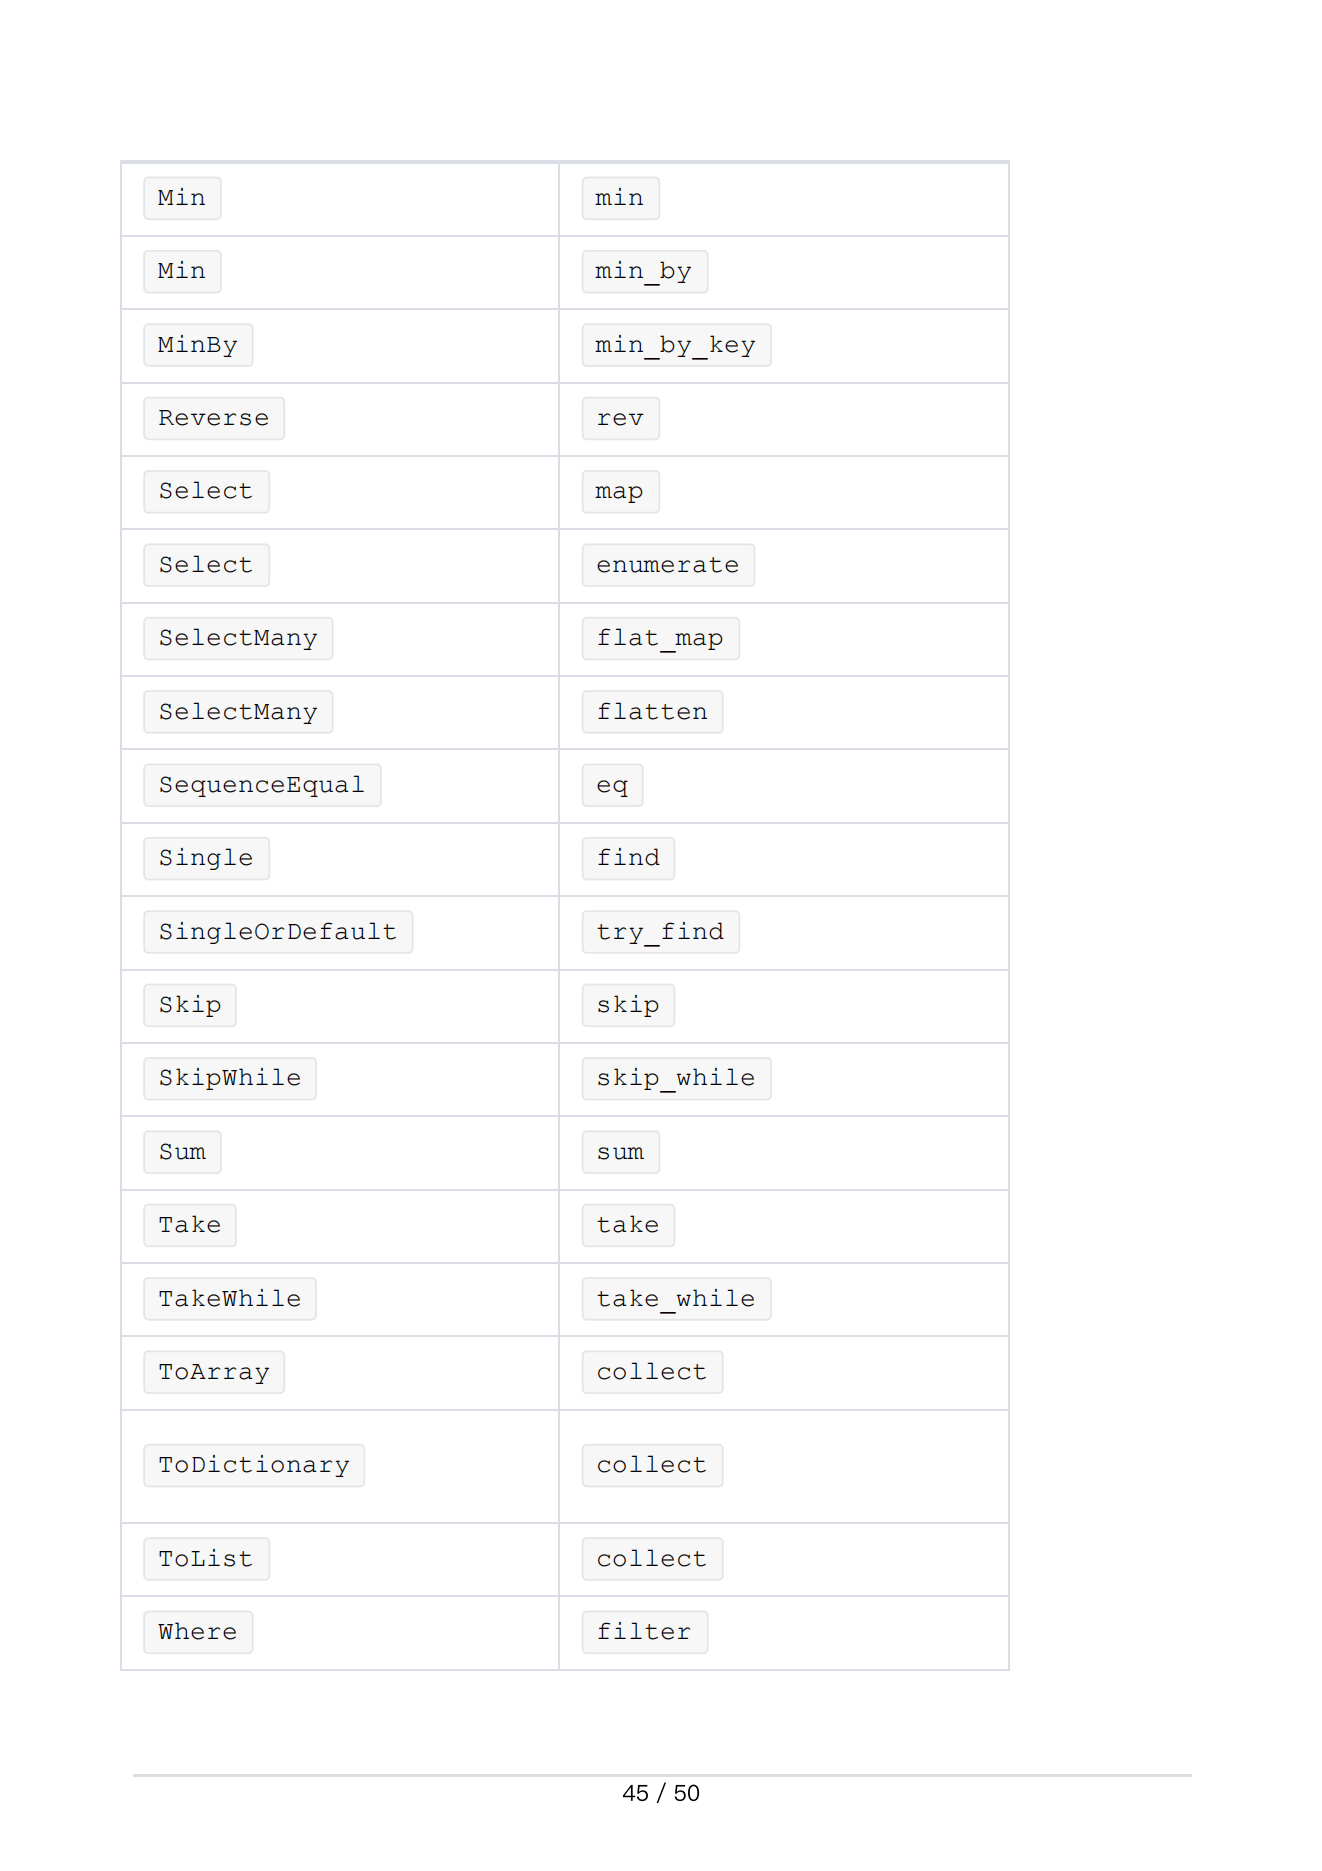 Min min
Min min_by
MinBy min_by_key
Reverse rev
Select map
Select enumerate
SelectMany flat_map
SelectMany flatten
SequenceEqual eq
Single find
SingleOrDefault try_find
Skip skip
SkipWhile skip_while
Sum sum
Take take
TakeWhile take_while
ToArray collect
ToDictionary collect
ToList collect
Where filter
45 / 50